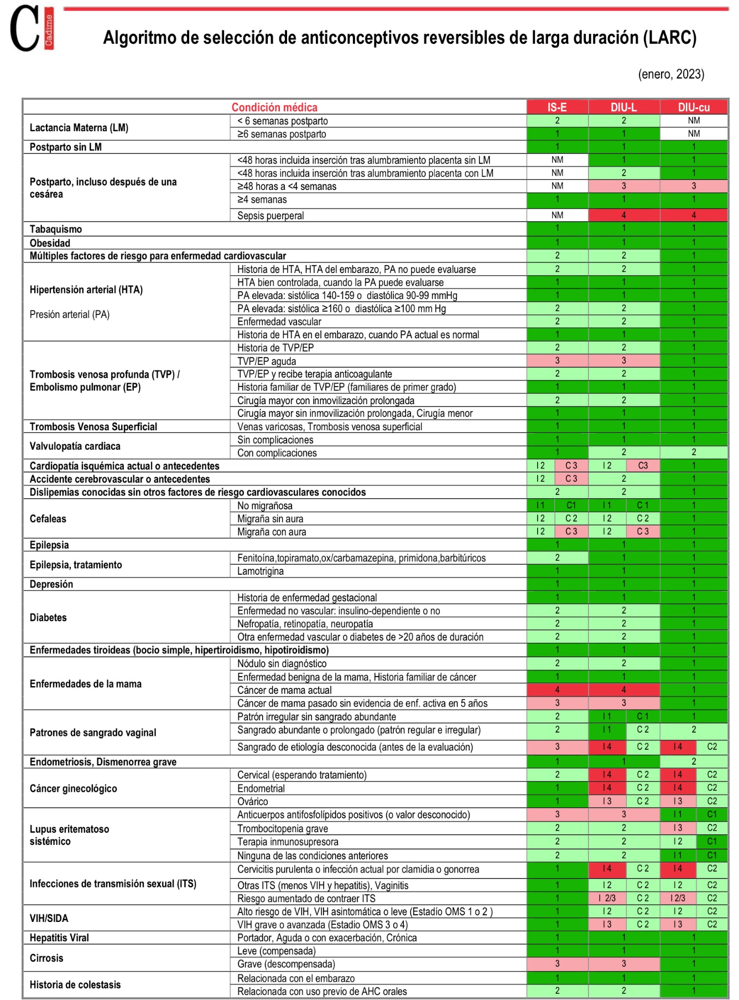 C
Cadime
Algoritmo de selección de anticonceptivos reversibles de larga duración (LARC)
(enero, 2023)
Condición médica IS-E DIU-L DIU-cu
Lactancia Materna (LM)
< 6 semanas postparto 2 2 NM
≥6 semanas postparto 1 1 NM
Postparto sin LM 1 1 1
Postparto, incluso después de una
cesárea
<48 horas incluida inserción tras alumbramiento placenta sin LM NM 1 1
<48 horas incluida inserción tras alumbramiento placenta con LM NM 2 1
≥48 horas a <4 semanas NM 3 3
≥4 semanas 1 1 1
Sepsis puerperal NM 4 4
Tabaquismo 1 1 1
Obesidad 1 1 1
Múltiples factores de riesgo para enfermedad cardiovascular 2 2 1
Hipertensión arterial (HTA)
Presión arterial (PA)
Historia de HTA, HTA del embarazo, PA no puede evaluarse 2 2 1
HTA bien controlada, cuando la PA puede evaluarse 1 1 1
PA elevada: sistólica 140-159 o diastólica 90-99 mmHg 1 1 1
PA elevada: sistólica ≥160 o diastólica ≥100 mm Hg 2 2 1
Enfermedad vascular 2 2 1
Historia de HTA en el embarazo, cuando PA actual es normal 1 1 1
Trombosis venosa profunda (TVP) /
Embolismo pulmonar (EP)
Historia de TVP/EP 2 2 1
TVP/EP aguda 3 3 1
TVP/EP y recibe terapia anticoagulante 2 2 1
Historia familiar de TVP/EP (familiares de primer grado) 1 1 1
Cirugía mayor con inmovilización prolongada 2 2 1
Cirugía mayor sin inmovilización prolongada, Cirugía menor 1 1 1
Trombosis Venosa Superficial Venas varicosas, Trombosis venosa superficial 1 1 1
Valvulopatía cardiaca
Sin complicaciones 1 1 1
Con complicaciones 1 2 2
Cardiopatía isquémica actual o antecedentes I 2 C 3 I 2 C3 1
Accidente cerebrovascular o antecedentes I 2 C 3 2 1
Dislipemias conocidas sin otros factores de riesgo cardiovasculares conocidos 2 2 1
Cefaleas
No migrañosa I 1 C1 I 1 C 1 1
Migraña sin aura I 2 C 2 I 2 C 2 1
Migraña con aura I 2 C 3 I 2 C 3 1
Epilepsia 1 1 1
Epilepsia, tratamiento
Fenitoína,topiramato,ox/carbamazepina, primidona,barbitúricos 2 1 1
Lamotrigina 1 1 1
Depresión 1 1 1
Diabetes
Historia de enfermedad gestacional 1 1 1
Enfermedad no vascular: insulino-dependiente o no 2 2 1
Nefropatía, retinopatía, neuropatía 2 2 1
Otra enfermedad vascular o diabetes de >20 años de duración 2 2 1
Enfermedades tiroideas (bocio simple, hipertiroidismo, hipotiroidismo) 1 1 1
Enfermedades de la mama
Nódulo sin diagnóstico 2 2 1
Enfermedad benigna de la mama, Historia familiar de cáncer 1 1 1
Cáncer de mama actual 4 4 1
Cáncer de mama pasado sin evidencia de enf. activa en 5 años 3 3 1
Patrones de sangrado vaginal
Patrón irregular sin sangrado abundante 2 I 1 C 1 1
Sangrado abundante o prolongado (patrón regular e irregular) 2 I 1 C 2 2
Sangrado de etiología desconocida (antes de la evaluación) 3 I 4 C 2 I 4 C2
Endometriosis, Dismenorrea grave 1 1 2
Cáncer ginecológico
Cervical (esperando tratamiento) 2 I 4 C 2 I 4 C2
Endometrial 1 I 4 C 2 I 4 C2
Ovárico 1 I 3 C 2 I 3 C2
Lupus eritematoso
sistémico
Anticuerpos antifosfolípidos positivos (o valor desconocido) 3 3 I 1 C1
Trombocitopenia grave 2 2 I 3 C2
Terapia inmunosupresora 2 2 I 2 C1
Ninguna de las condiciones anteriores 2 2 I 1 C1
Infecciones de transmisión sexual (ITS)
Cervicitis purulenta o infección actual por clamidia o gonorrea 1 I 4 C 2 I 4 C2
Otras ITS (menos VIH y hepatitis), Vaginitis 1 I 2 C 2 I 2 C2
Riesgo aumentado de contraer ITS 1 I 2/3 C 2 I 2/3 C2
VIH/SIDA
Alto riesgo de VIH, VIH asintomática o leve (Estadío OMS 1 o 2 ) 1 I 2 C 2 I 2 C2
VIH grave o avanzada (Estadio OMS 3 o 4) 1 I 3 C 2 I 3 C2
Hepatitis Viral Portador, Aguda o con exacerbación, Crónica 1 1 1
Cirrosis
Leve (compensada) 1 1 1
Grave (descompensada) 3 3 1
Historia de colestasis
Relacionada con el embarazo 1 1 1
Relacionada con uso previo de AHC orales 2 2 1